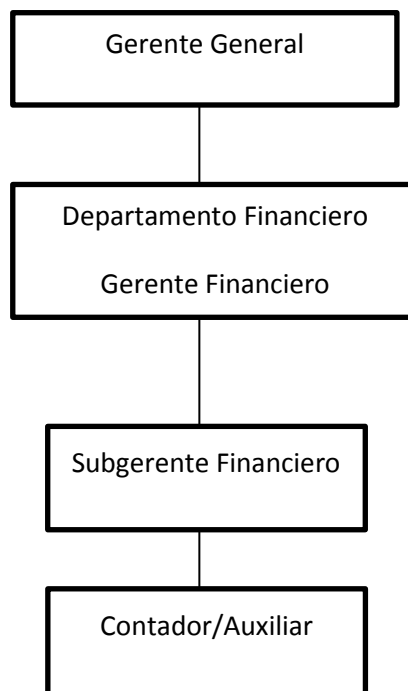 Gerente General
Departamento Financiero
Gerente Financiero
Subgerente Financiero
Contador/Auxiliar